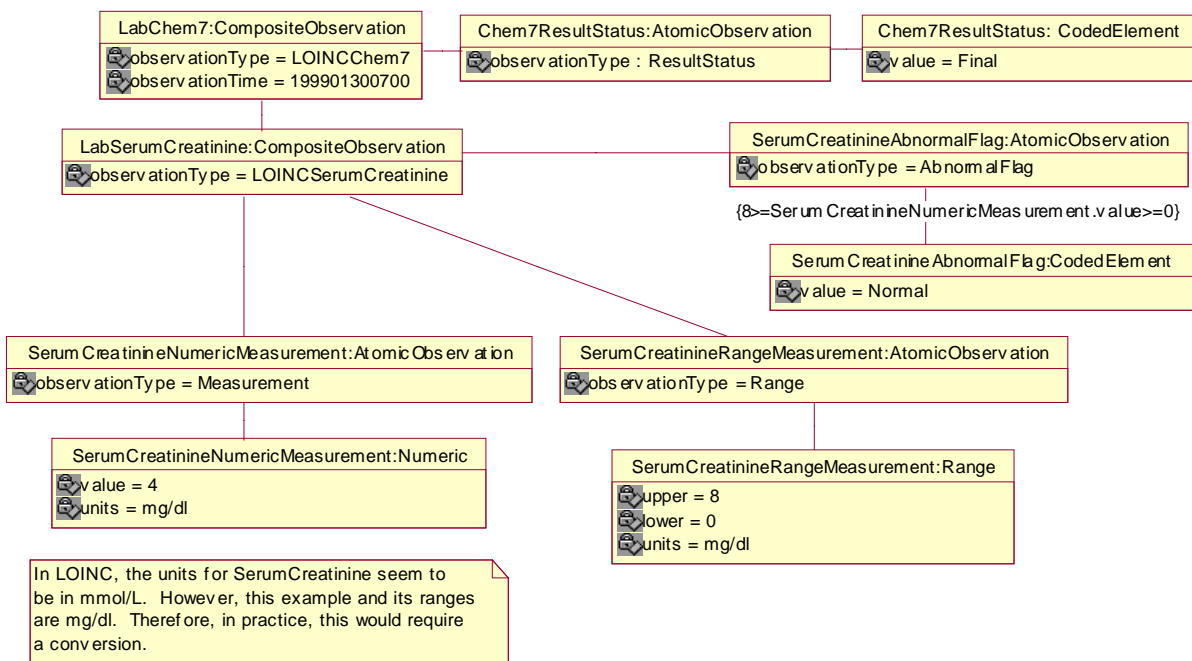 LabChem7:CompositeObservation
observationType = LOINCChem7
observationTime = 199901300700
Chem7ResultStatus:AtomicObservation
observationType : ResultStatus
Chem7ResultStatus: CodedElement
value = Final
LabSerumCreatinine:CompositeObservation
observationType = LOINCSerumCreatinine
SerumCreatinineAbnormalFlag:AtomicObservation
observationType = AbnormalFlag
{8>=SerumCreatinineNumericMeasurement.value>=0}
SerumCreatinineAbnormalFlag:CodedElement
value = Normal
SerumCreatinineNumericMeasurement:AtomicObservation
observationType = Measurement
SerumCreatinineRangeMeasurement:AtomicObservation
observationType = Range
SerumCreatinineNumericMeasurement:Numeric
value = 4
units = mg/dl
SerumCreatinineRangeMeasurement:Range
upper = 8
lower = 0
units = mg/dl
In LOINC, the units for SerumCreatinine seem to
be in mmol/L. However, this example and its ranges
are mg/dl. Therefore, in practice, this would require
a conversion.